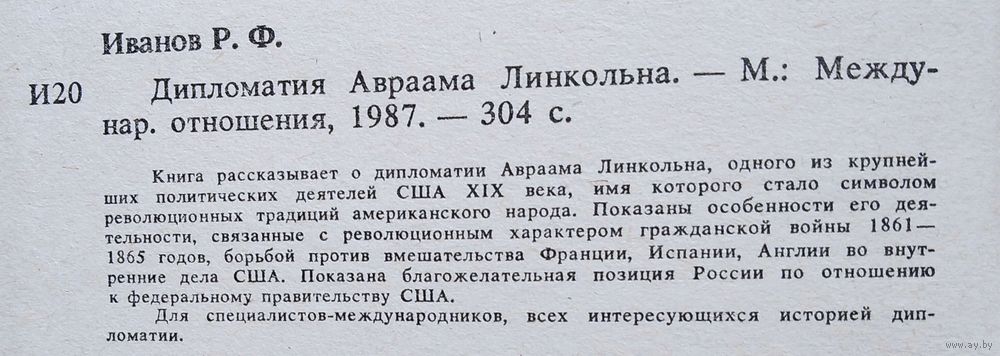 Иванов Р. Ф.
И20 Дипломатия Авраама Линкольна. — М.: Между-
нар. отношения, 1987. — 304 с.
Книга рассказывает о дипломатии Авраама Линкольна, одного из крупней-
ших политических деятелей США XIX века, имя которого стало символом
революционных традиций американского народа. Показаны особенности его дея-
тельности, связанные с революционным характером гражданской войны 1861—
1865 годов, борьбой против вмешательства Франции, Испании, Англии во внут-
ренние дела США. Показана благожелательная позиция России по отношению
к федеральному правительству США.
Для специалистов-международников, всех интересующихся историей дип-
ломатии.
www.ay.by